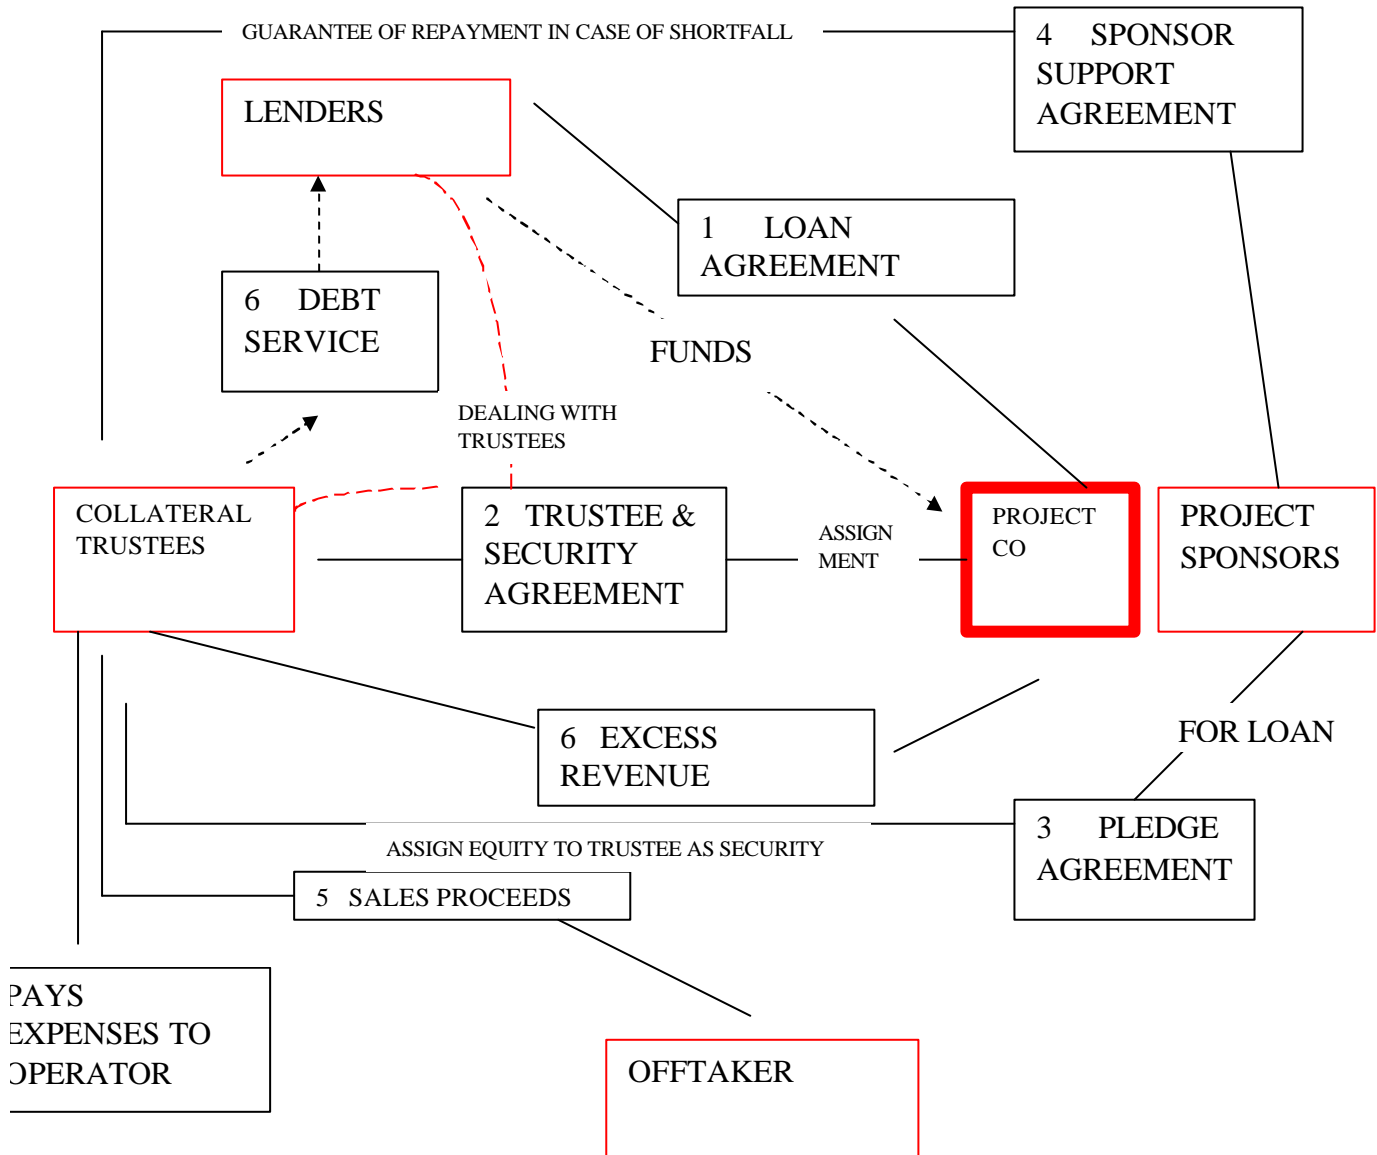 GUARANTEE OF REPAYMENT IN CASE OF SHORTFALL
4 SPONSOR
SUPPORT
AGREEMENT
LENDERS
1 LOAN
AGREEMENT
6 DEBT
SERVICE
FUNDS
DEALING WITH
TRUSTEES
COLLATERAL
TRUSTEES
2 TRUSTEE &
SECURITY
AGREEMENT
ASSIGN
MENT
PROJECT
CO
PROJECT
SPONSORS
6 EXCESS
REVENUE
FOR LOAN
3 PLEDGE
AGREEMENT
ASSIGN EQUITY TO TRUSTEE AS SECURITY
5 SALES PROCEEDS
PAYS
EXPENSES TO
OPERATOR
OFFTAKER